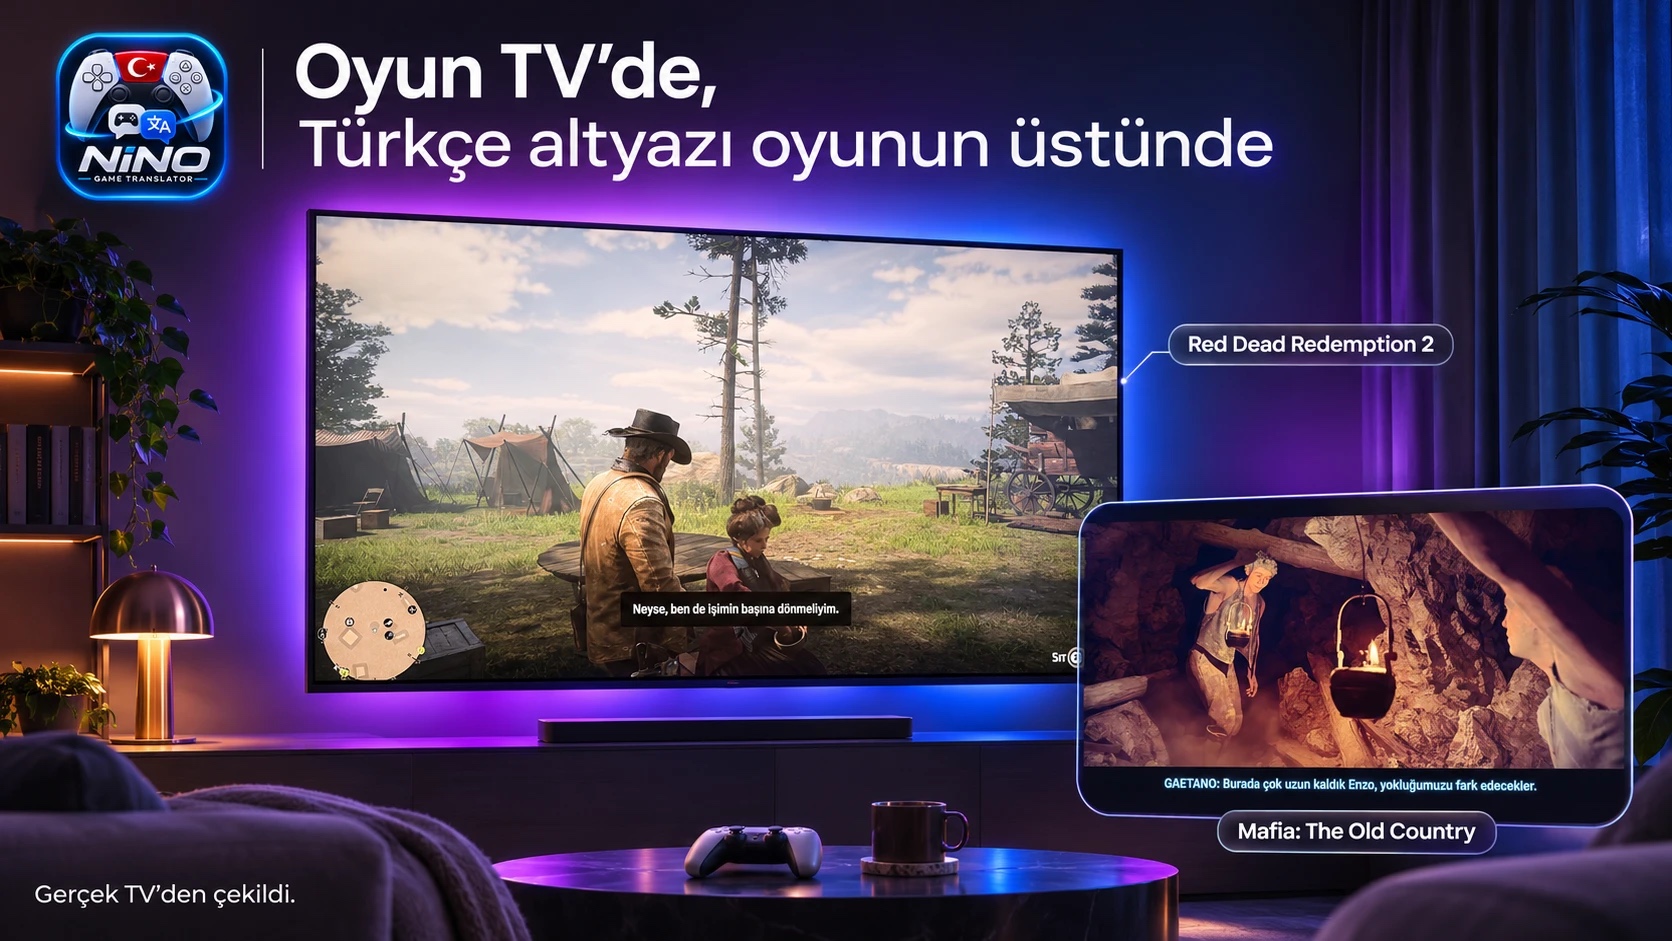 NiNO
GAME TRANSLATOR
Oyun TV’de,
Türkçe altyazı oyunun üstünde
Red Dead Redemption 2
Neyse, ben de işimin başına dönmeliyim.
SIT
GAETANO: Burada çok uzun kaldık Enzo, yokluğumuzu fark edecekler.
Mafia: The Old Country
Gerçek TV’den çekildi.